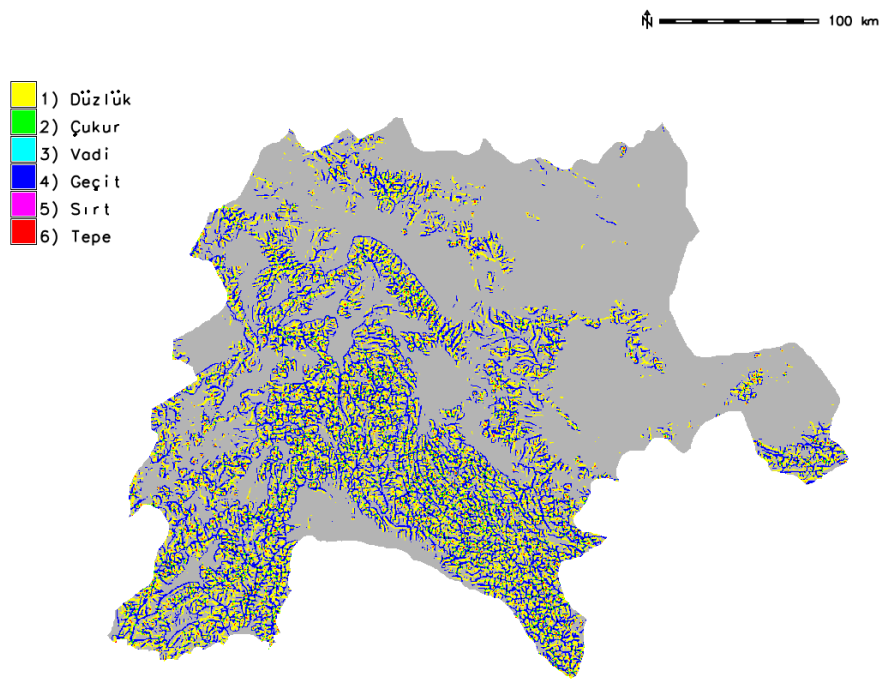 N 100 km
1) Düzlük
2) Çukur
3) Vadi
4) Geçit
5) Sırt
6) Tepe